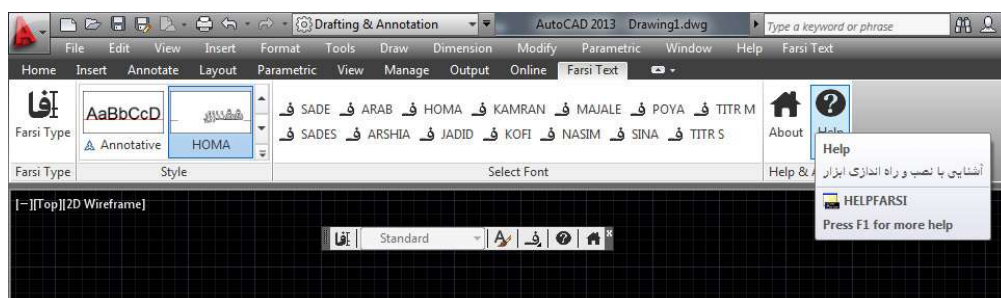 Drafting & Annotation AutoCAD 2013 Drawing1.dwg Type a keyword or phrase
File Edit View Insert Format Tools Draw Dimension Modify Parametric Window Help Farsi Text
Home Insert Annotate Layout Parametric View Manage Output Online Farsi Text
AaBbCcD
ف SADE ف ARAB ف HOMA ف KAMRAN ف MAJALE ف POYA ف TITR M
Farsi Type Annotative HOMA ف SADES ف ARSHIA ف JADID ف KOFI ف NASIM ف SINA ف TITR S About Help
Farsi Type Style Select Font Help &
Help
آشنایی با نصب و راه اندازی ابزار
HELPFARSI
Press F1 for more help
[–][Top][2D Wireframe]
Standard